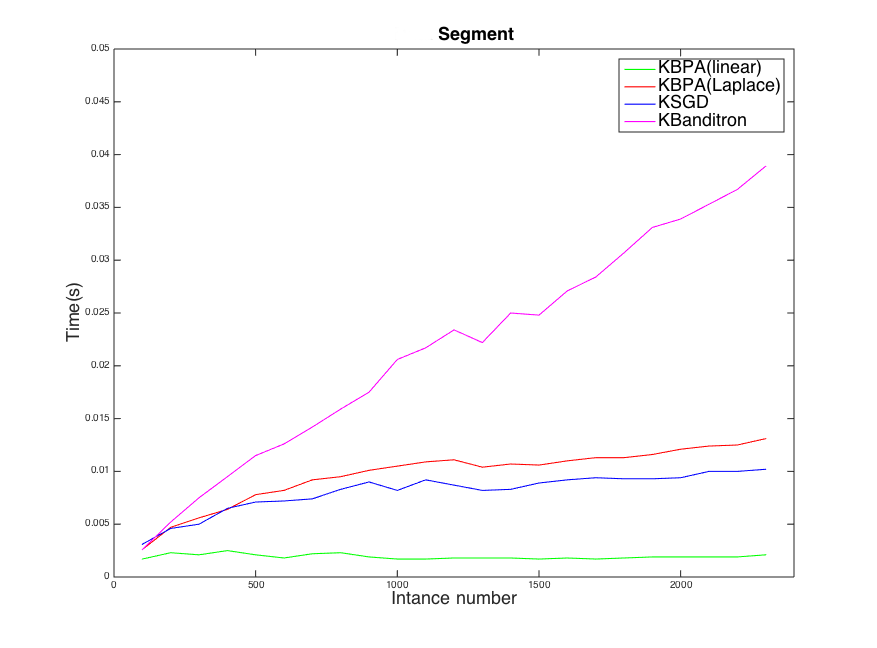 Segment
0.05
0.045
0.04
0.035
0.03
0.025
0.02
0.015
0.01
0.005
0
Time(s)
KBPA(linear)
KBPA(Laplace)
KSGD
KBanditron
0 500 1000 1500 2000
Intance number